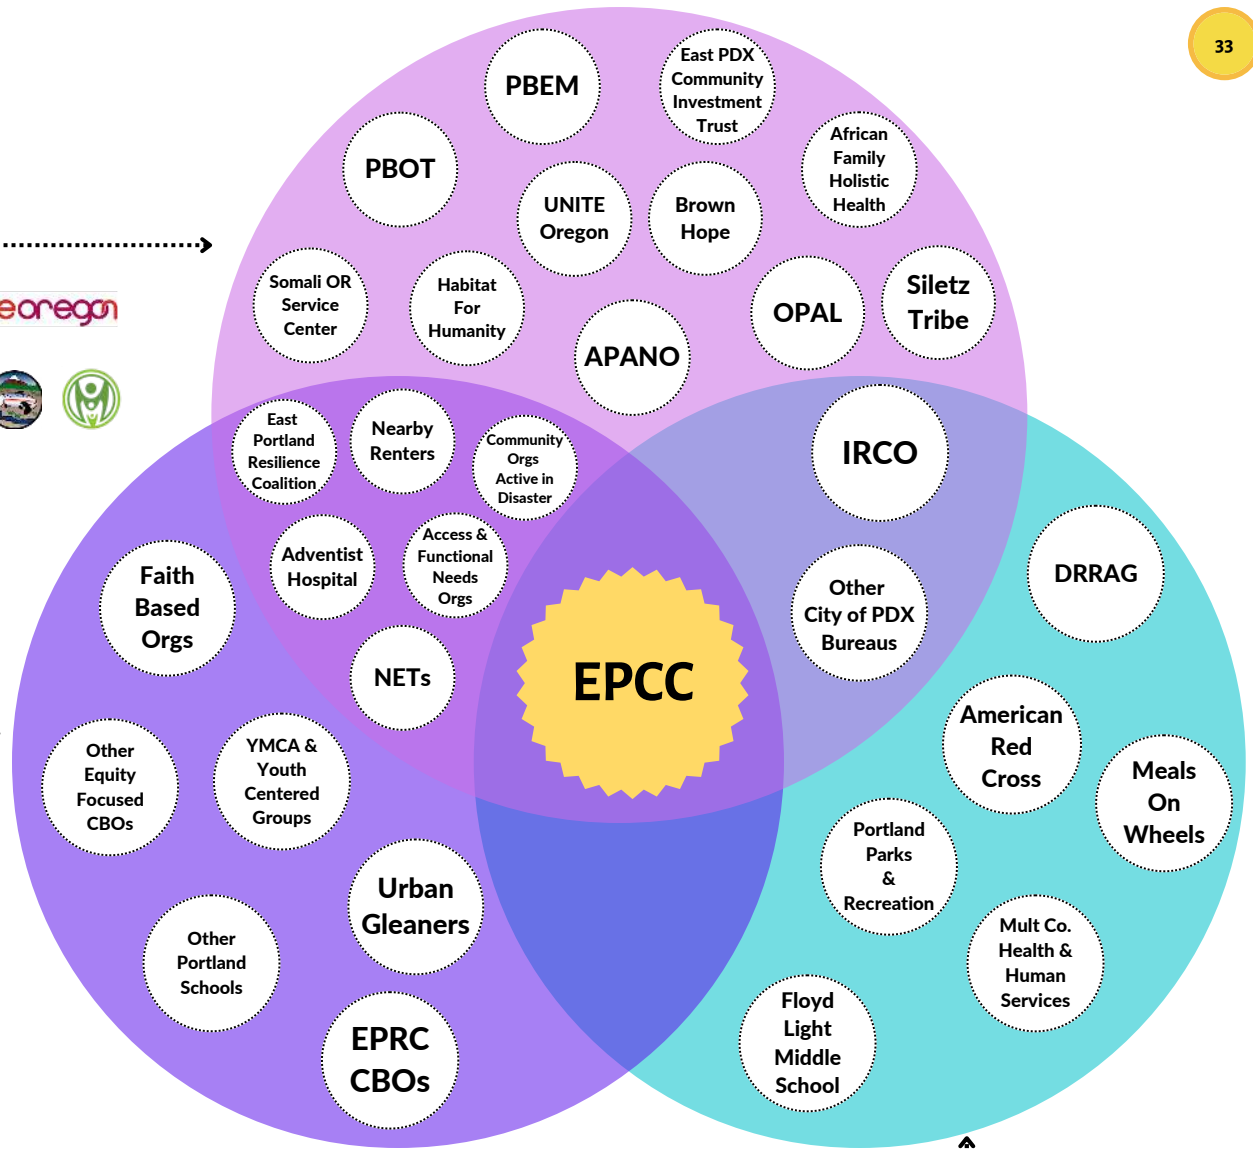 33
PBEM
East PDX
Community
Investment
Trust
PBOT
African
Family
Holistic
Health
UNITE
Oregon
Brown
Hope
Somali OR
Service
Center
Habitat
For
Humanity
OPAL
Siletz
Tribe
APANO
eoregon
East
Portland
Resilience
Coalition
Nearby
Renters
Community
Orgs
Active in
Disaster
IRCO
Adventist
Hospital
Access &
Functional
Needs
Orgs
DRRAG
Faith
Based
Orgs
Other
City of PDX
Bureaus
NETs
EPCC
American
Red
Cross
Other
Equity
Focused
CBOs
YMCA &
Youth
Centered
Groups
Meals
On
Wheels
Portland
Parks
&
Recreation
Urban
Gleaners
Other
Portland
Schools
Mult Co.
Health &
Human
Services
Floyd
Light
Middle
School
EPRC
CBOs